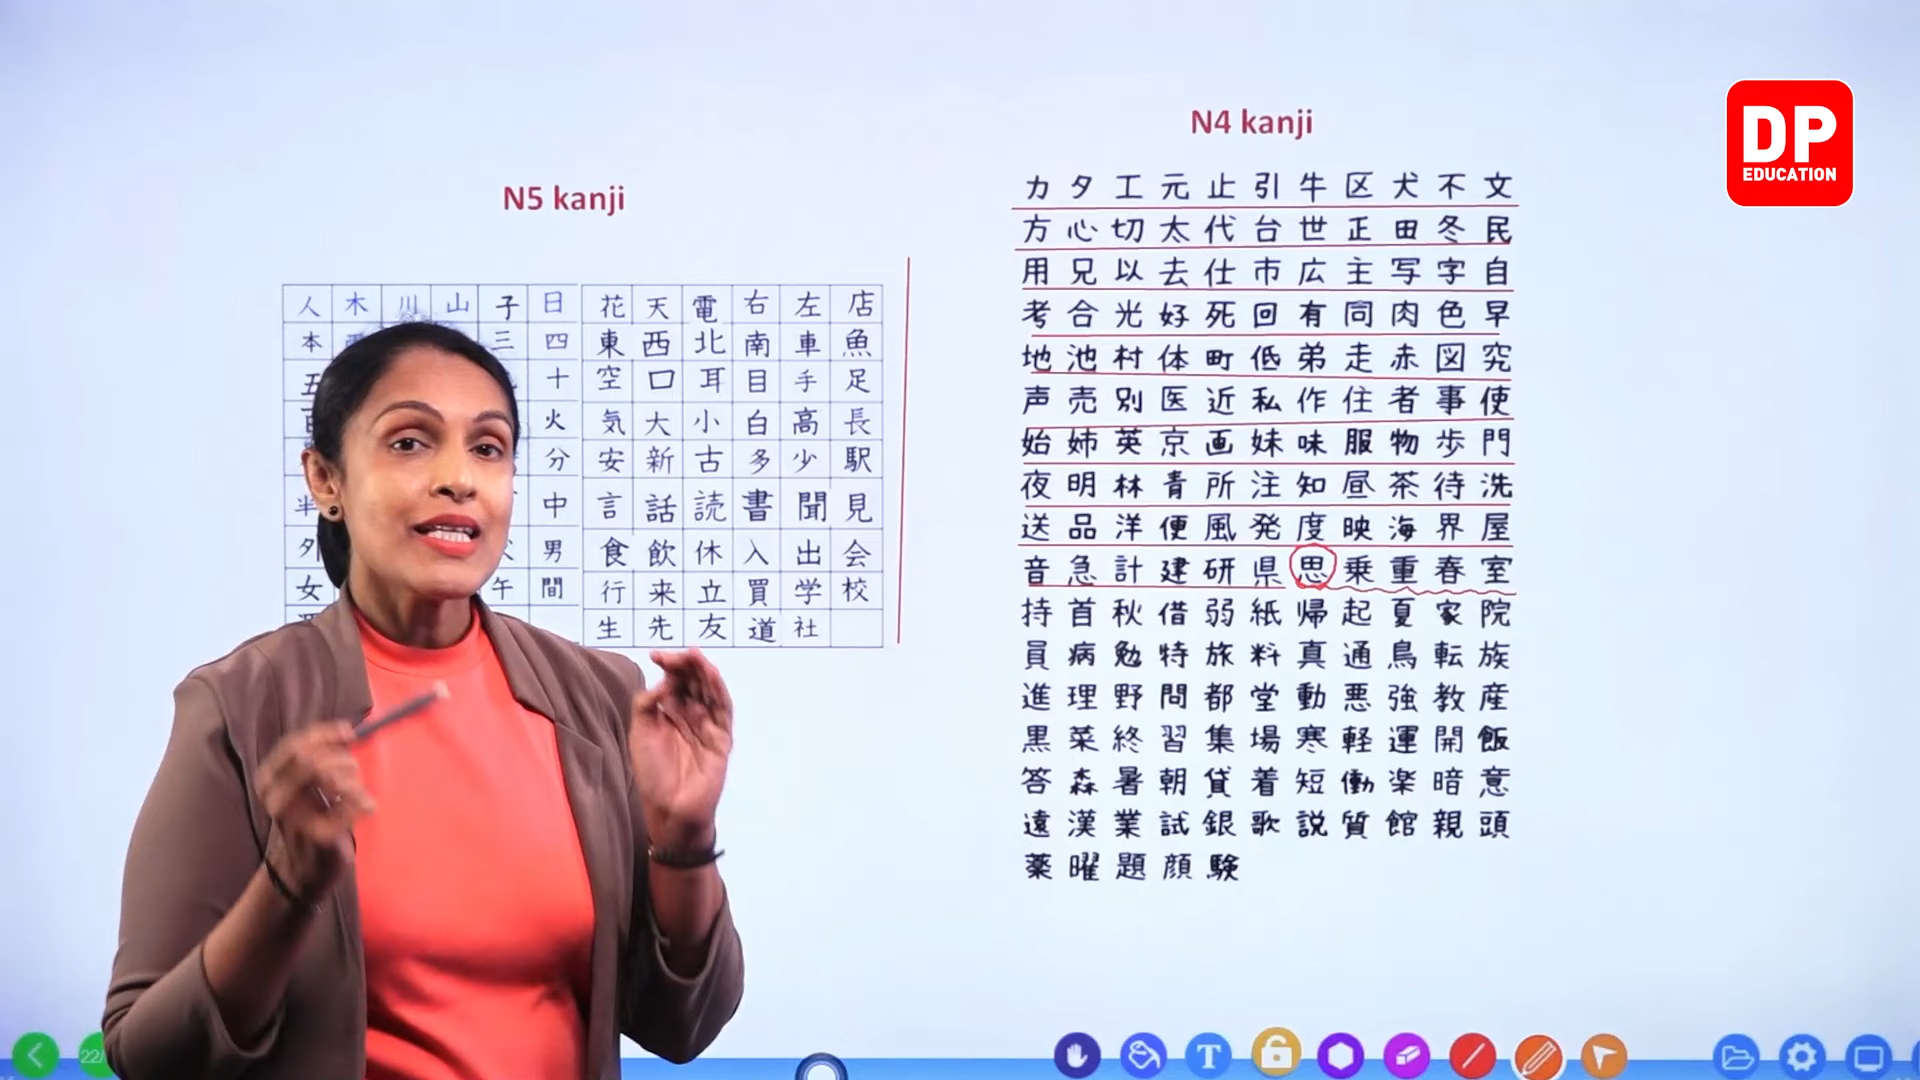 DP
EDUCATION
N5 kanji
人 木 川 山 子 日 花 天 電 右 左 店
本 三 四 東 西 北 南 車 魚
五 十 空 口 耳 目 手 足
火 気 大 小 白 高 長
分 安 新 古 多 少 駅
半 中 言 話 読 書 聞 見
外 男 食 飲 休 入 出 会
女 午 間 行 来 立 買 学 校
生 先 友 道 社
N4 kanji
カ タ 工 元 止 引 牛 区 犬 不 文
方 心 切 太 代 台 世 正 田 冬 民
用 兄 以 去 仕 市 広 主 写 字 自
考 合 光 好 死 回 有 同 肉 色 早
地 池 村 体 町 低 弟 走 赤 図 究
声 売 別 医 近 私 作 住 者 事 使
始 姉 英 京 画 妹 味 服 物 歩 門
夜 明 林 青 所 注 知 昼 茶 待 洗
送 品 洋 便 風 発 度 映 海 界 屋
音 急 計 建 研 県 思 乗 重 春 室
持 首 秋 借 弱 紙 帰 起 夏 家 院
員 病 勉 特 旅 料 真 通 鳥 転 族
進 理 野 問 都 堂 動 悪 強 教 産
黒 菜 終 習 集 場 寒 軽 運 開 飯
答 森 暑 朝 貸 着 短 働 楽 暗 意
遠 漢 業 試 銀 歌 説 質 館 親 頭
薬 曜 題 顔 験
22/
T